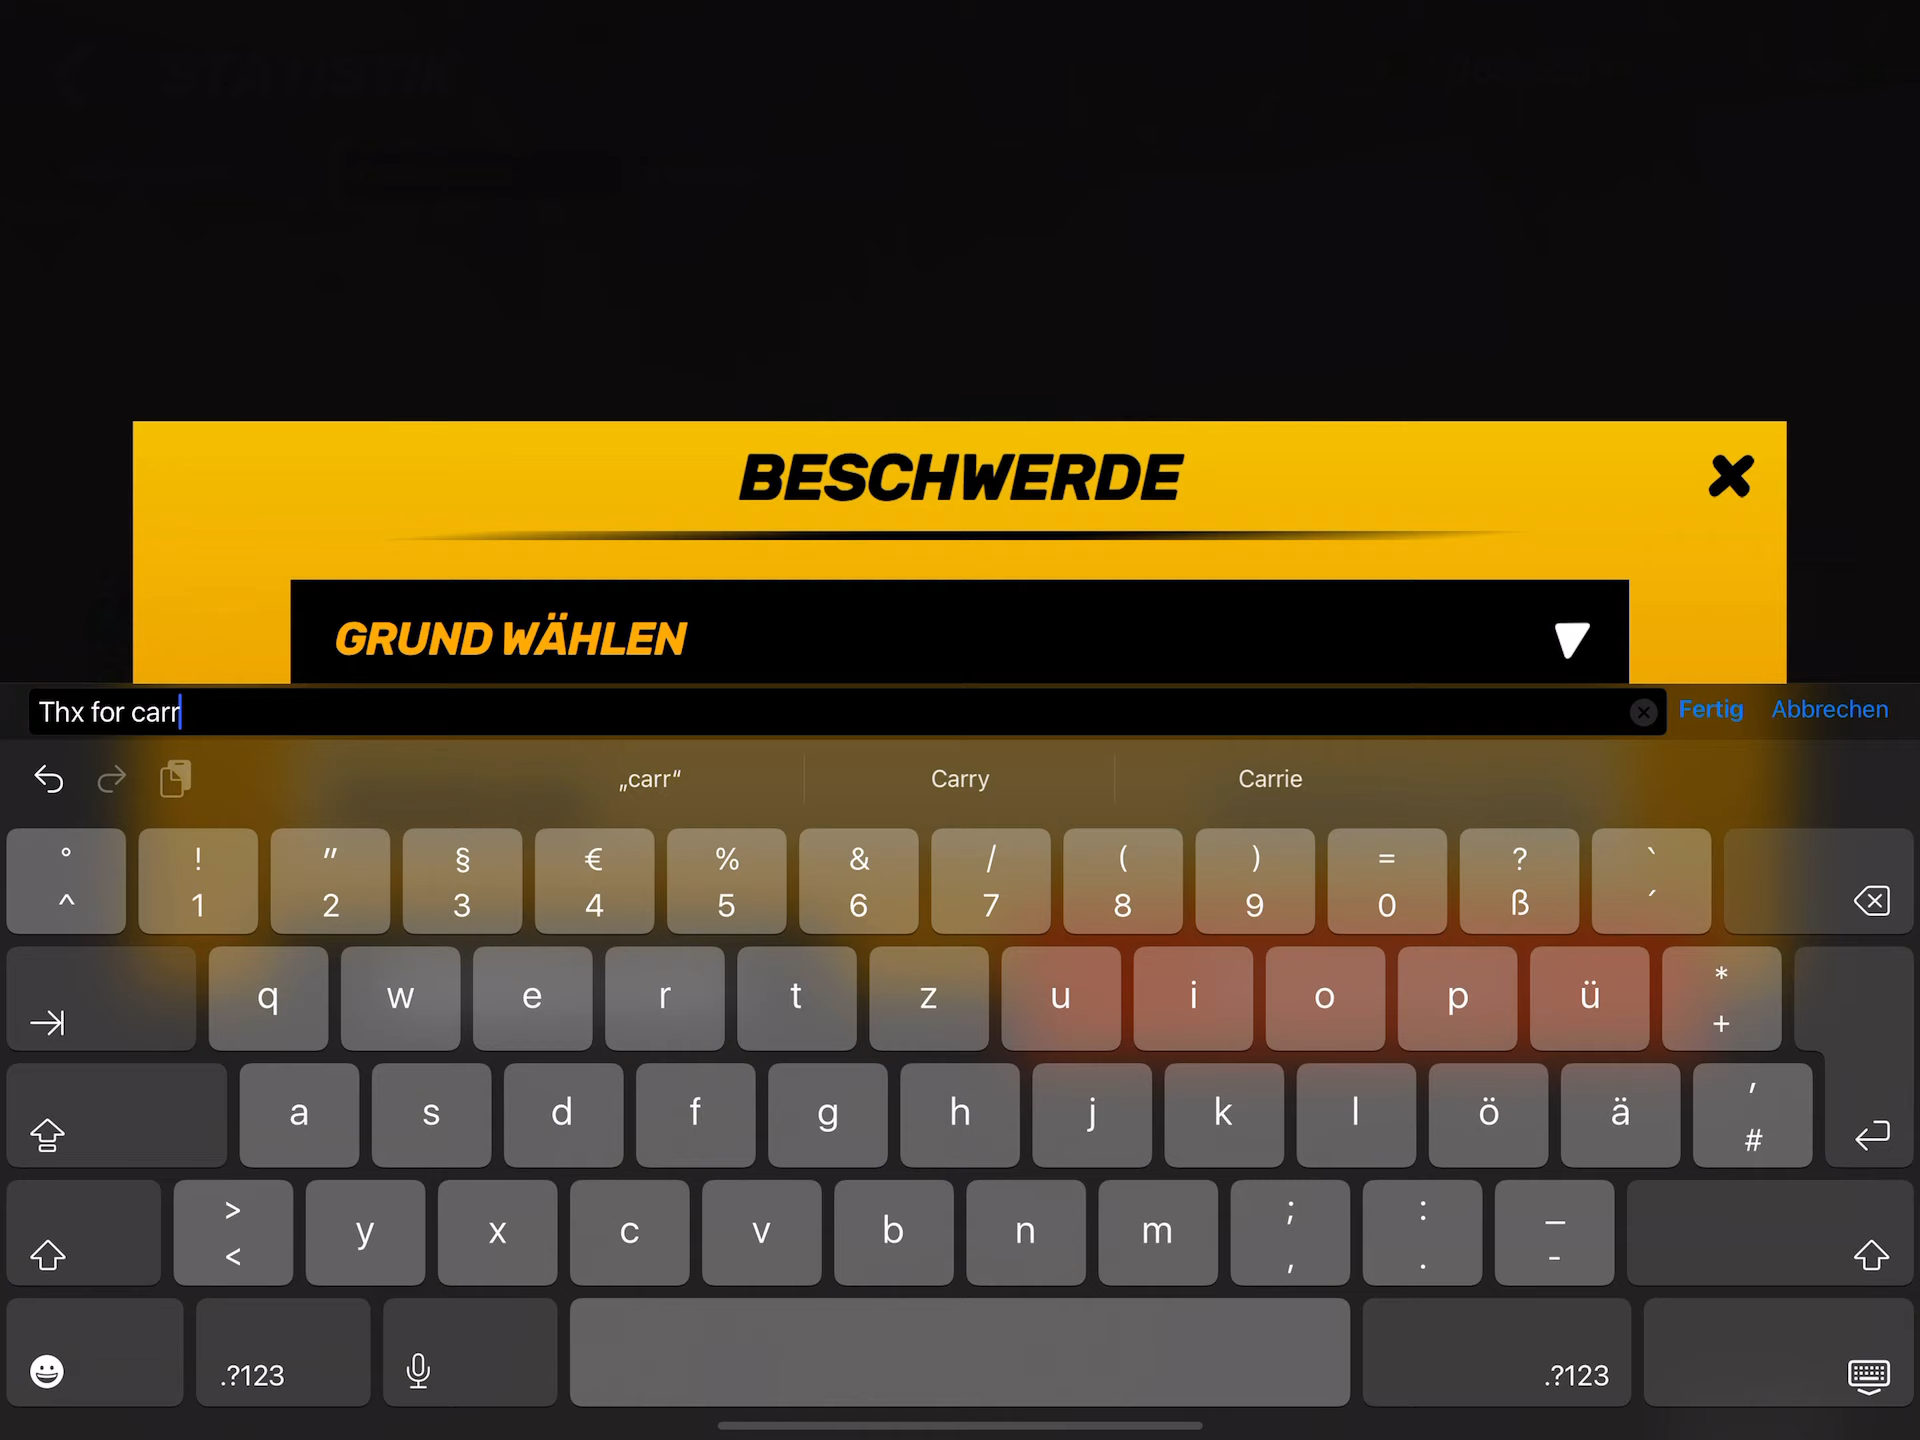 STATISTIK
BESCHWERDE
GRUND WÄHLEN
Thx for carr
Fertig
Abbrechen
„carr“
Carry
Carrie
° ! " § € % & / ( ) = ? `
^ 1 2 3 4 5 6 7 8 9 0 ß ´
q w e r t z u i o p ü * +
a s d f g h j k l ö ä ' #
> < y x c v b n m ; , : . _ -
.?123
.?123